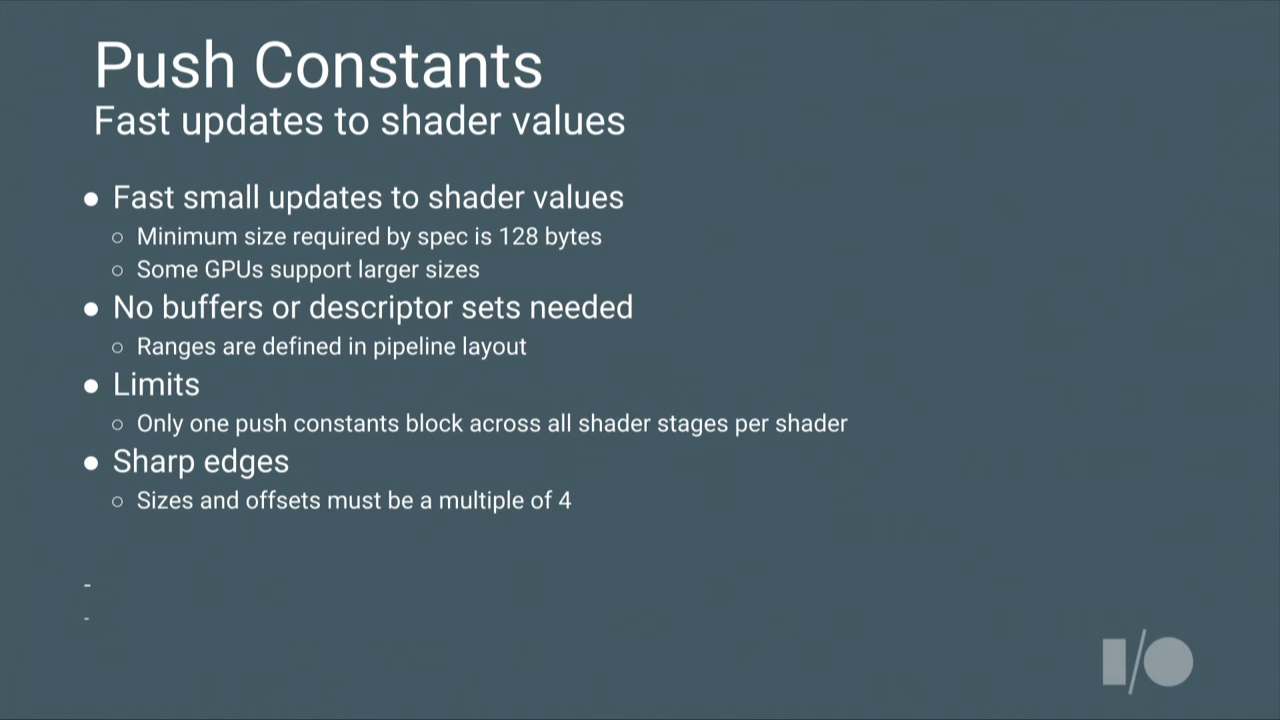 Push Constants
Fast updates to shader values
● Fast small updates to shader values
○ Minimum size required by spec is 128 bytes
○ Some GPUs support larger sizes
● No buffers or descriptor sets needed
○ Ranges are defined in pipeline layout
● Limits
○ Only one push constants block across all shader stages per shader
● Sharp edges
○ Sizes and offsets must be a multiple of 4
-
-
I/O